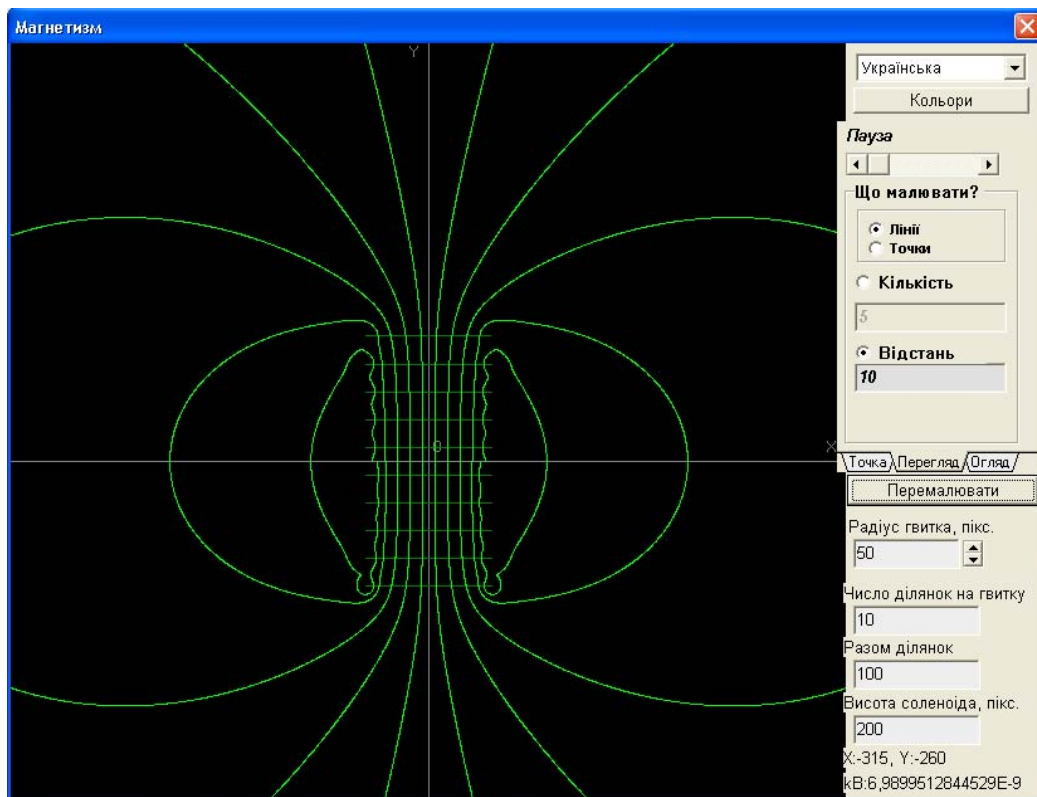 Магнетизм
Y
0
X
Українська
Кольори
Пауза
Що малювати?
Лінії
Точки
Кількість
5
Відстань
10
Точка Перегляд Огляд
Перемалювати
Радіус гвитка, пікс.
50
Число ділянок на гвитку
10
Разом ділянок
100
Висота соленоїда, пікс.
200
X:-315, Y:-260
kB:6,9899512844529E-9